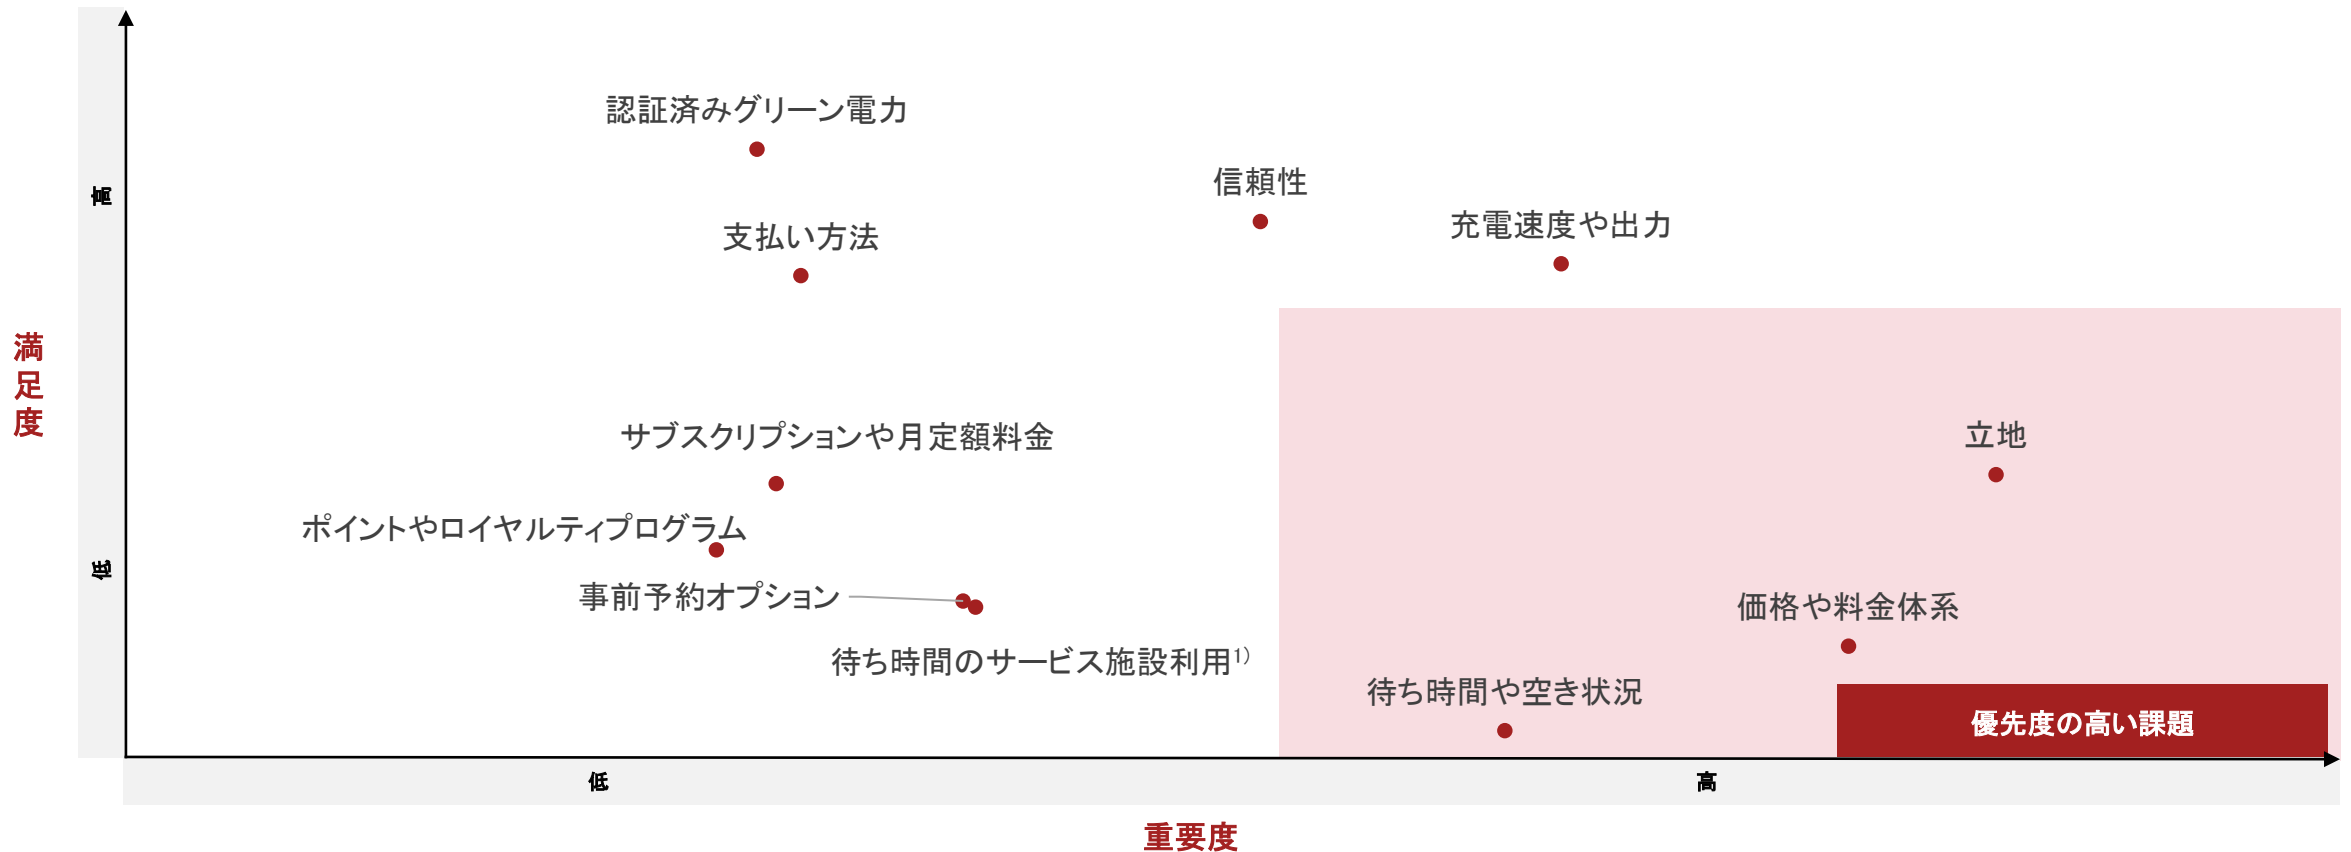 認証済みグリーン電力
信頼性
高
充電速度や出力
支払い方法
満足度
サブスクリプションや月定額料金
立地
ポイントやロイヤルティプログラム
低
事前予約オプション
価格や料金体系
待ち時間のサービス施設利用1)
待ち時間や空き状況
優先度の高い課題
低
高
重要度